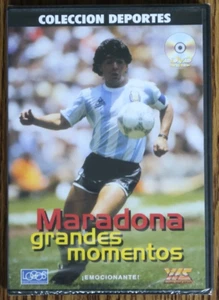 COLECCION DEPORTES
Maradona
grandes
momentos
¡EMOCIONANTE!